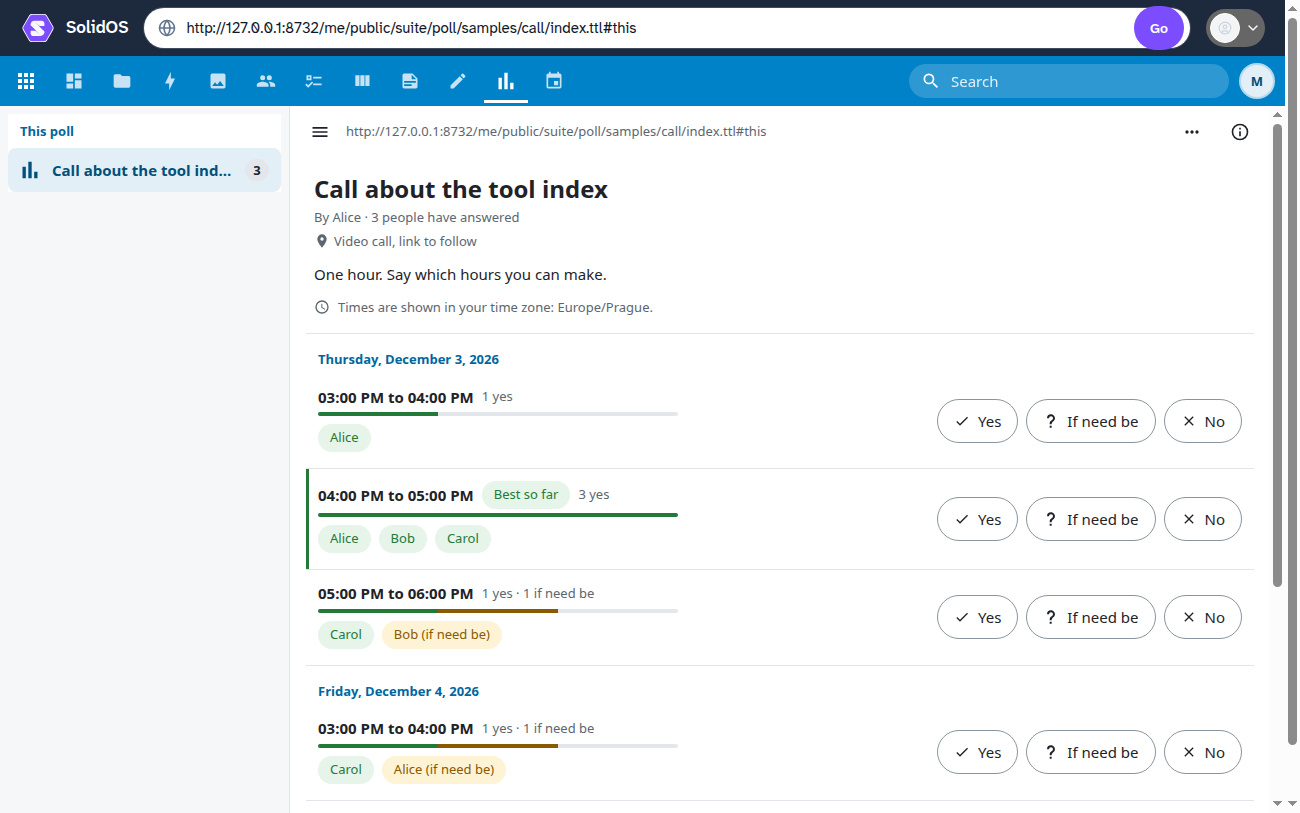 SolidOS
http://127.0.0.1:8732/me/public/suite/poll/samples/call/index.ttl#this
Go
Search
M
This poll
Call about the tool ind...
3
http://127.0.0.1:8732/me/public/suite/poll/samples/call/index.ttl#this
Call about the tool index
By Alice · 3 people have answered
Video call, link to follow
One hour. Say which hours you can make.
Times are shown in your time zone: Europe/Prague.
Thursday, December 3, 2026
03:00 PM to 04:00 PM 1 yes
Alice
Yes
? If need be
No
04:00 PM to 05:00 PM Best so far 3 yes
Alice Bob Carol
Yes
? If need be
No
05:00 PM to 06:00 PM 1 yes · 1 if need be
Carol Bob (if need be)
Yes
? If need be
No
Friday, December 4, 2026
03:00 PM to 04:00 PM 1 yes · 1 if need be
Carol Alice (if need be)
Yes
? If need be
No